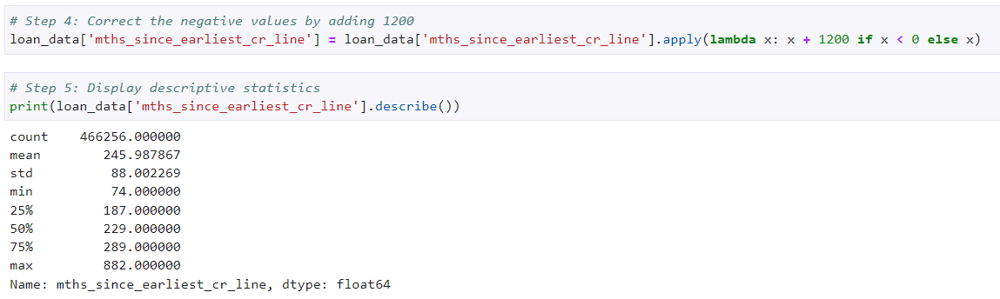 # Step 4: Correct the negative values by adding 1200
loan_data['mths_since_earliest_cr_line'] = loan_data['mths_since_earliest_cr_line'].apply(lambda x: x + 1200 if x < 0 else x)
# Step 5: Display descriptive statistics
print(loan_data['mths_since_earliest_cr_line'].describe())
count    466256.000000
mean        245.987867
std          88.002269
min          74.000000
25%         187.000000
50%         229.000000
75%         289.000000
max         882.000000
Name: mths_since_earliest_cr_line, dtype: float64